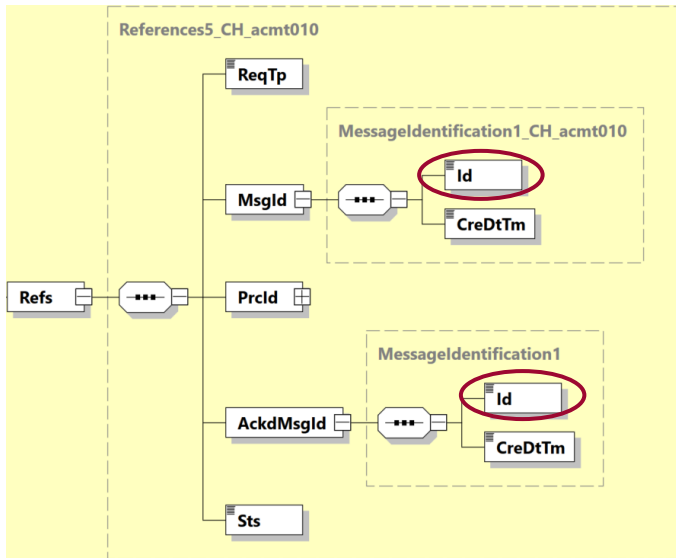 References5_CH_acmt010
ReqTp
MessageIdentification1_CH_acmt010
Id
MsgId
CreDtTm
Refs
PrcId
MessageIdentification1
Id
AckdMsgId
CreDtTm
Sts